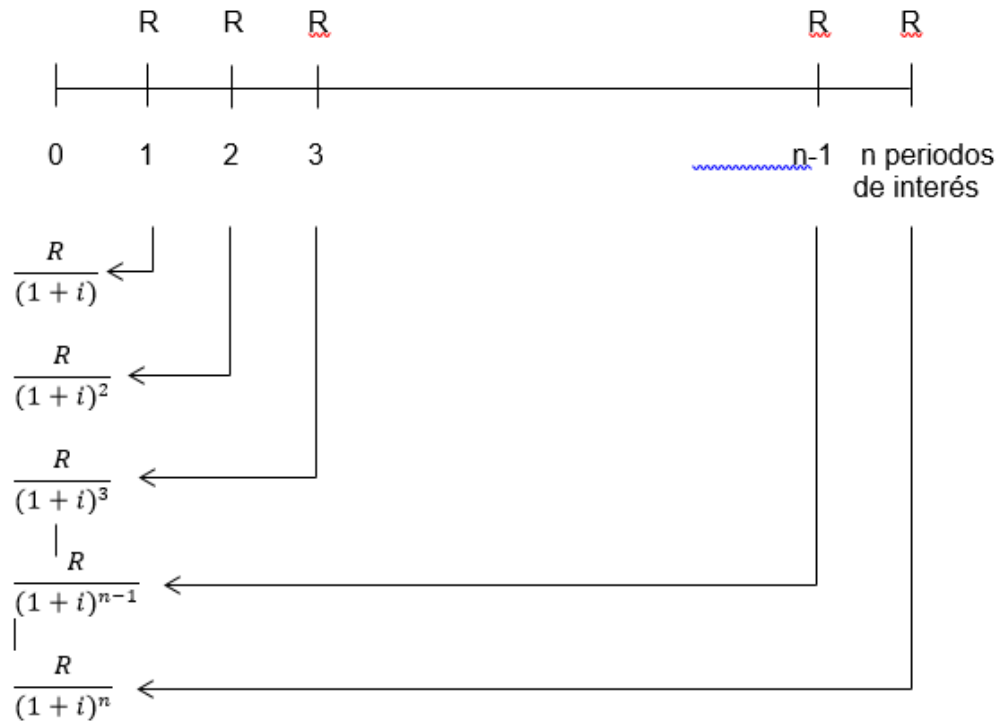 R R R R R
0 1 2 3 n-1 n periodos
de interés
R
(1 + i)
R
(1 + i)²
R
(1 + i)³
R
(1 + i)ⁿ⁻¹
R
(1 + i)ⁿ